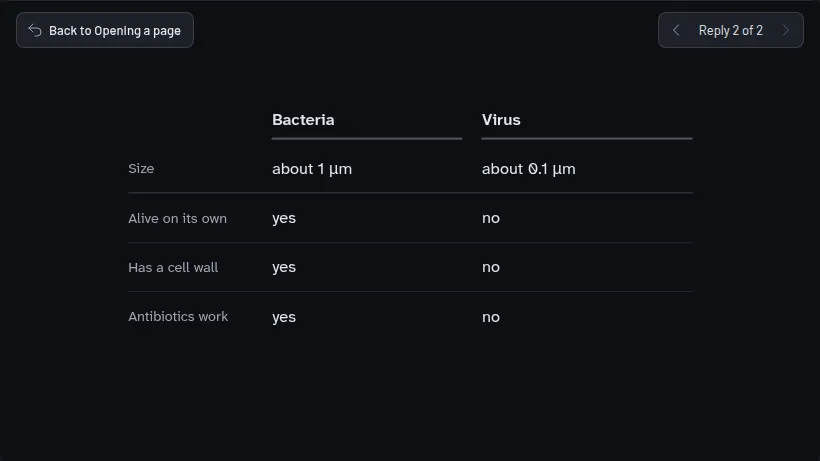 Back to Opening a page
Reply 2 of 2
Bacteria Virus
Size about 1 µm about 0.1 µm
Alive on its own yes no
Has a cell wall yes no
Antibiotics work yes no